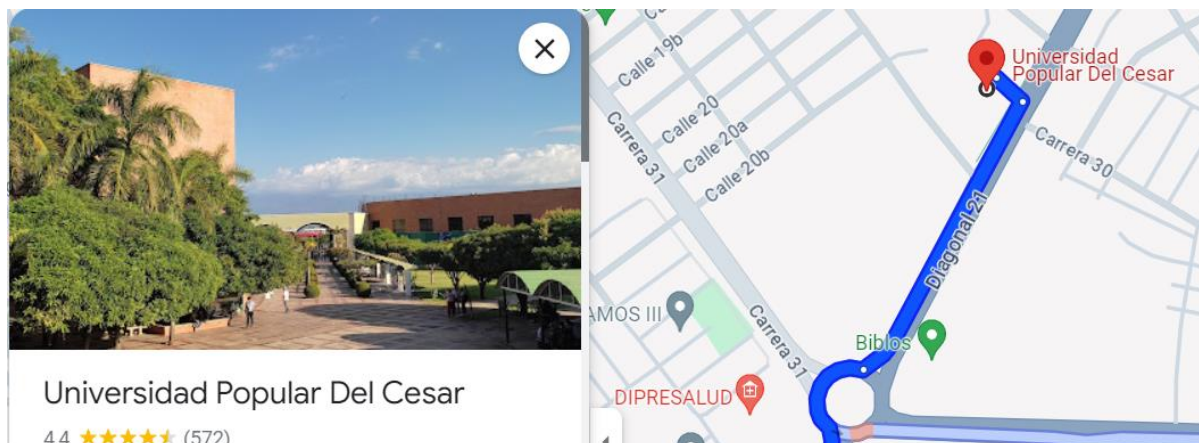 Universidad Popular Del Cesar
4,4 (572)
Calle 19b
Carrera 31
Calle 20
Calle 20a
Calle 20b
Universidad
Popular Del Cesar
Carrera 30
Diagonal 21
AMOS III
Carrera 31
Biblos
DIPRESALUD